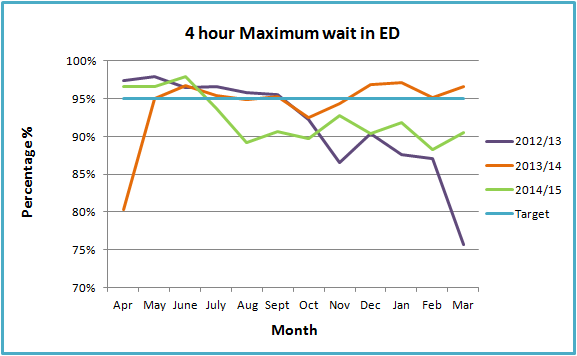 4 hour Maximum wait in ED
100%
95%
90%
85%
80%
75%
70%
Percentage %
Apr May June July Aug Sept Oct Nov Dec Jan Feb Mar
Month
2012/13
2013/14
2014/15
Target